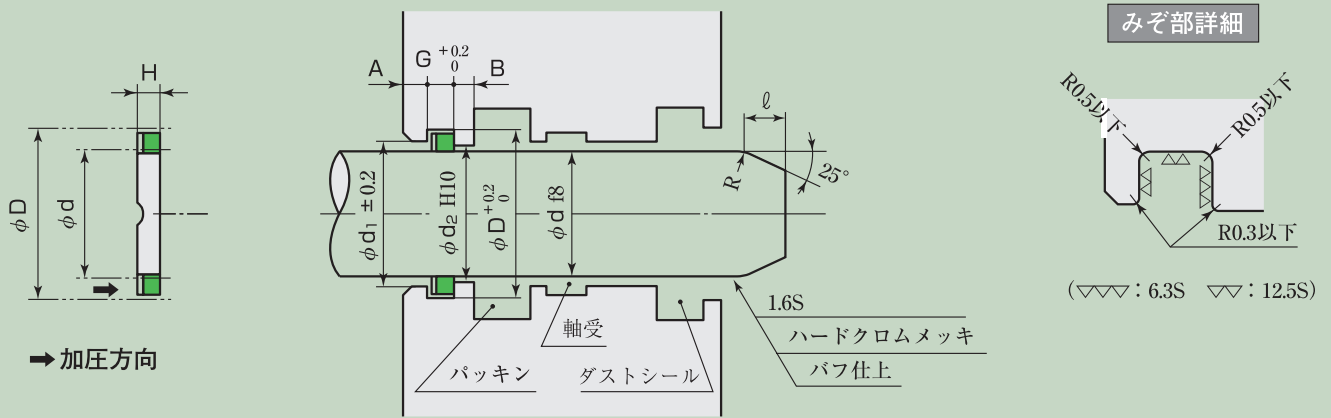 H
φD
φd
加圧方向
A
G +0.2 0
B
φd1 ±0.2
φd2 H10
φD +0.2 0
φd f8
ℓ
R
25°
パッキン
軸受
ダストシール
1.6S
ハードクロムメッキ
バフ仕上
みぞ部詳細
R0.5以下
R0.5以下
R0.3以下
(▽▽▽：6.3S ▽▽：12.5S)